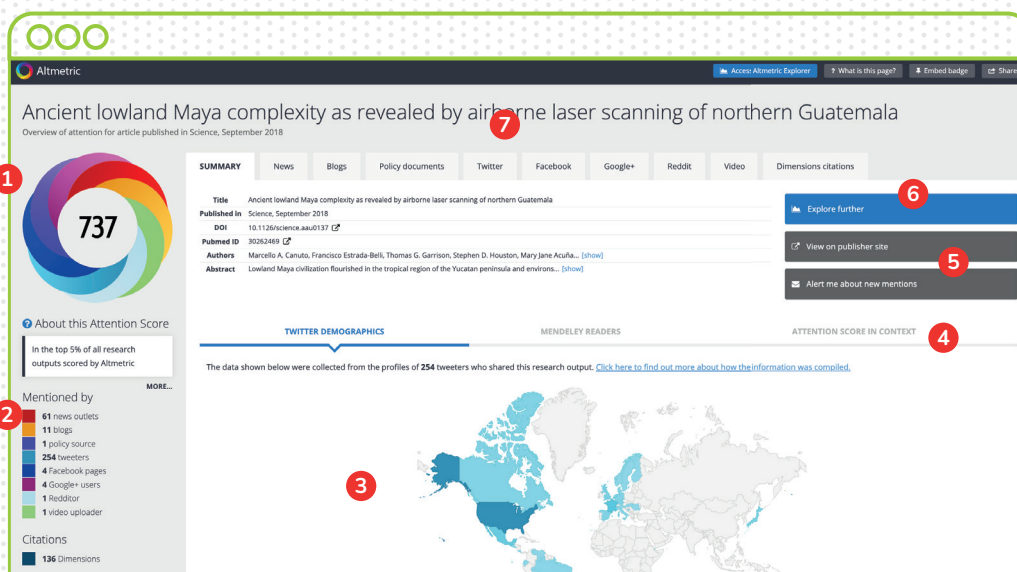 Altmetric
Access Altmetric Explorer
? What is this page?
Embed badge
Share
Ancient lowland Maya complexity as revealed by airborne laser scanning of northern Guatemala
Overview of attention for article published in Science, September 2018
7
1
737
SUMMARY News Blogs Policy documents Twitter Facebook Google+ Reddit Video Dimensions citations
Title Ancient lowland Maya complexity as revealed by airborne laser scanning of northern Guatemala
Published in Science, September 2018
DOI 10.1126/science.aau0137
Pubmed ID 30262469
Authors Marcello A. Canuto, Francisco Estrada-Belli, Thomas G. Garrison, Stephen D. Houston, Mary Jane Acuña... [show]
Abstract Lowland Maya civilization flourished in the tropical region of the Yucatan peninsula and environs... [show]
6
Explore further
View on publisher site
5
Alert me about new mentions
? About this Attention Score
In the top 5% of all research
outputs scored by Altmetric
MORE...
TWITTER DEMOGRAPHICS MENDELEY READERS ATTENTION SCORE IN CONTEXT
4
The data shown below were collected from the profiles of 254 tweeters who shared this research output. Click here to find out more about how theinformation was compiled.
Mentioned by
2
61 news outlets
11 blogs
1 policy source
254 tweeters
4 Facebook pages
4 Google+ users
1 Redditor
1 video uploader
3
Citations
136 Dimensions